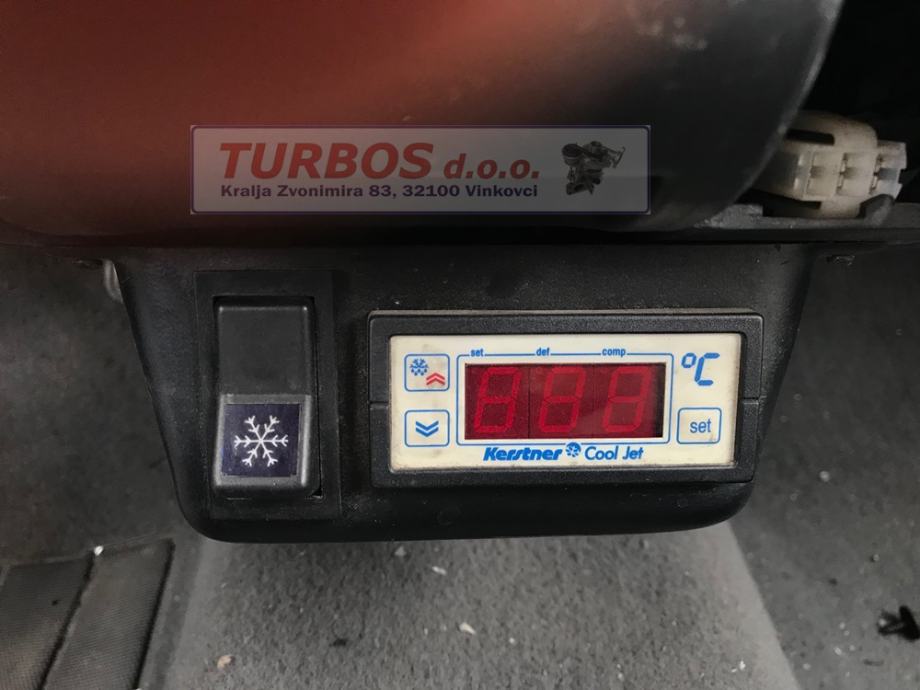 TURBOS d.o.o.
Kralja Zvonimira 83, 32100 Vinkovci
set def comp
°C
set
Kerstner Cool Jet